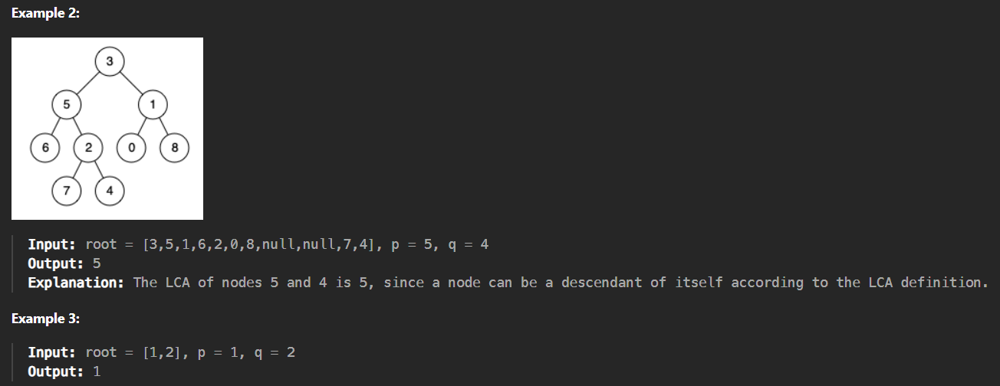 Example 2:
3
5 1
6 2 0 8
7 4
Input: root = [3,5,1,6,2,0,8,null,null,7,4], p = 5, q = 4
Output: 5
Explanation: The LCA of nodes 5 and 4 is 5, since a node can be a descendant of itself according to the LCA definition.
Example 3:
Input: root = [1,2], p = 1, q = 2
Output: 1